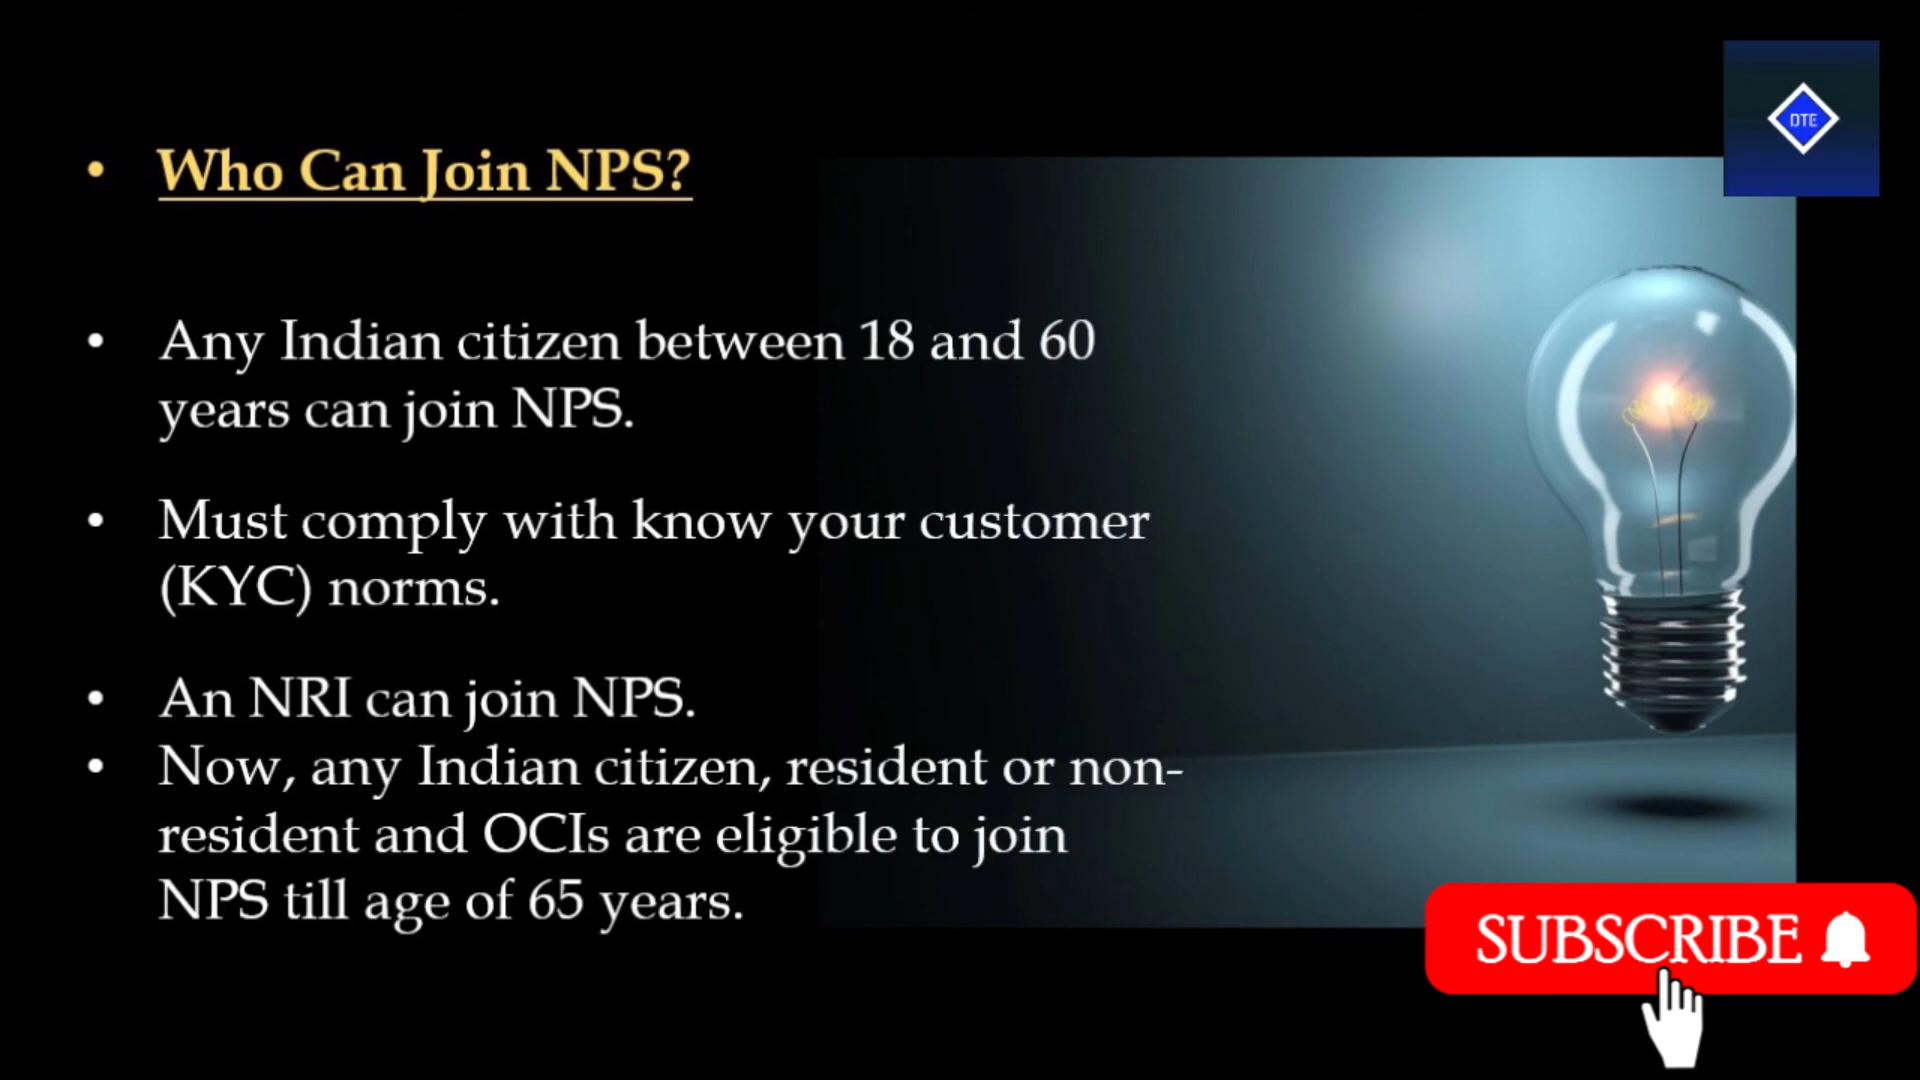 DTE
• Who Can Join NPS?
• Any Indian citizen between 18 and 60
years can join NPS.
• Must comply with know your customer
(KYC) norms.
• An NRI can join NPS.
• Now, any Indian citizen, resident or non-
resident and OCIs are eligible to join
NPS till age of 65 years.
SUBSCRIBE